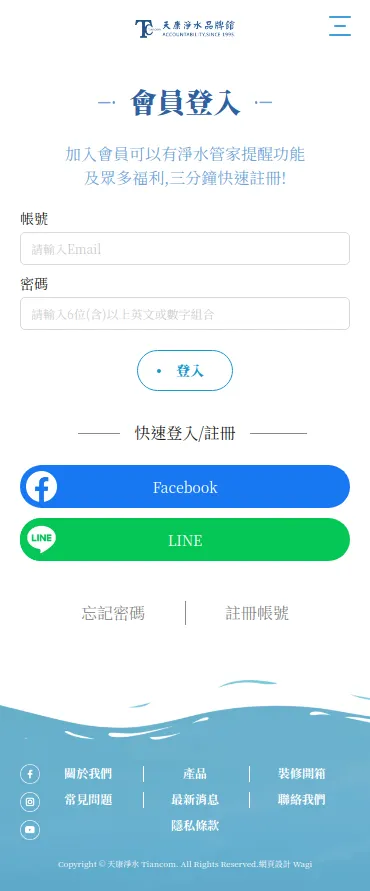 天康淨水品牌館
ACCOUNTABILITY.SINCE 1995
會員登入
加入會員可以有淨水管家提醒功能
及眾多福利,三分鐘快速註冊!
帳號
請輸入Email
密碼
請輸入6位(含)以上英文或數字組合
登入
快速登入/註冊
Facebook
LINE
LINE
忘記密碼
註冊帳號
關於我們
產品
裝修開箱
常見問題
最新消息
聯絡我們
隱私條款
Copyright © 天康淨水 Tiancom. All Rights Reserved.網頁設計 Wagi